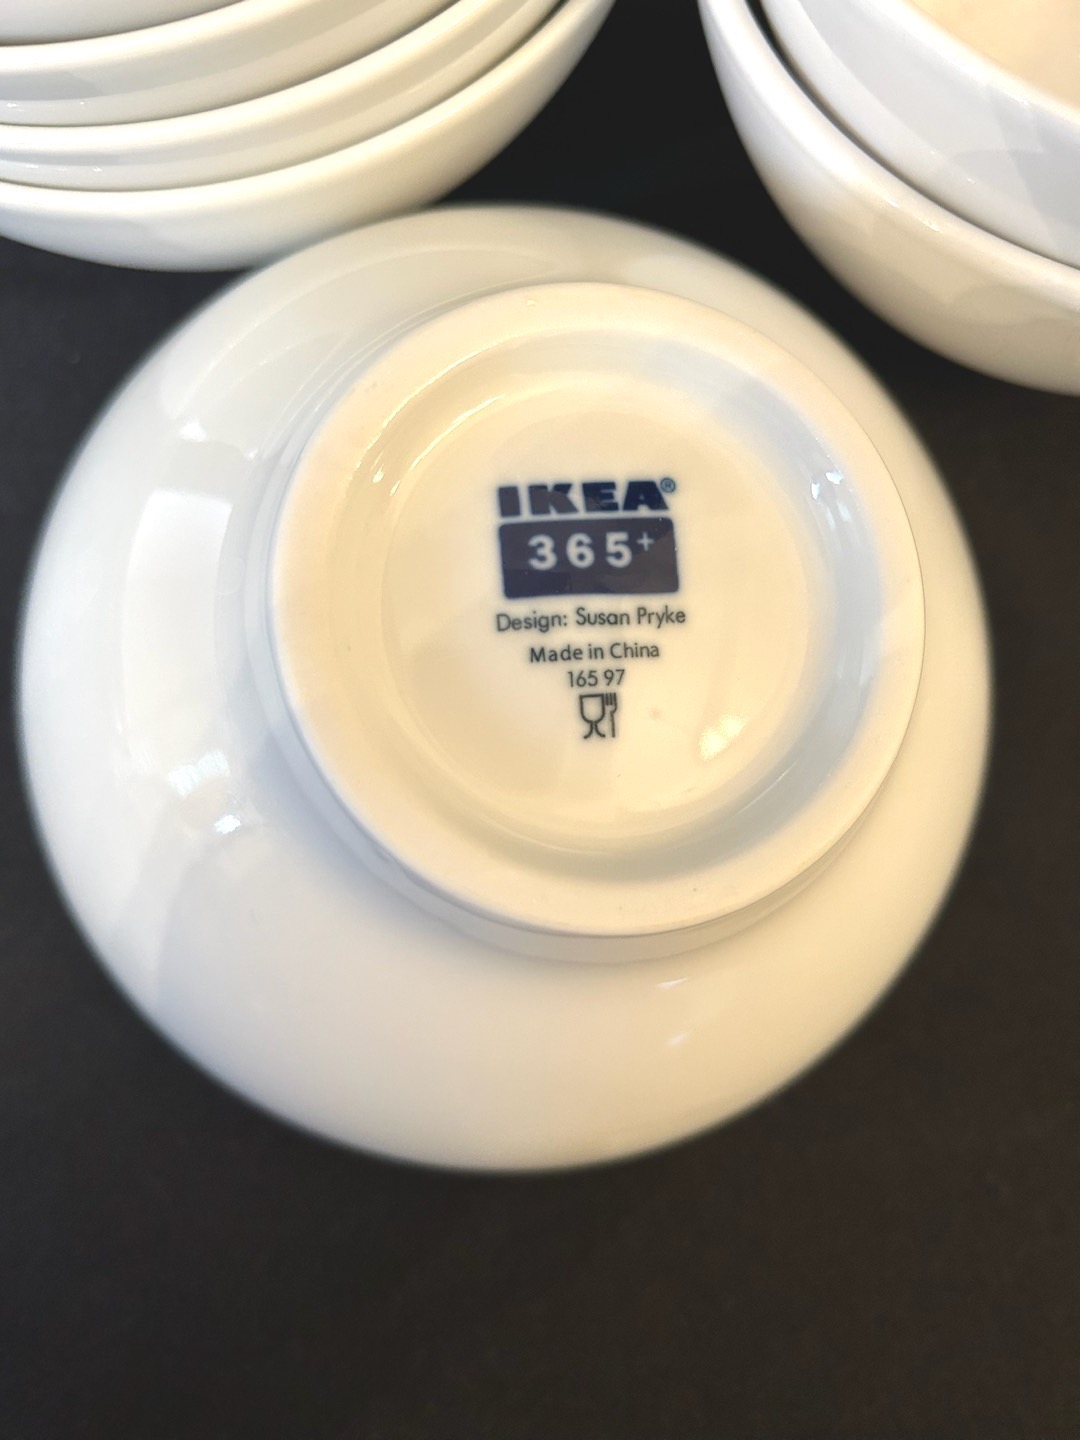 IKEA®
365+
Design: Susan Pryke
Made in China
165 97